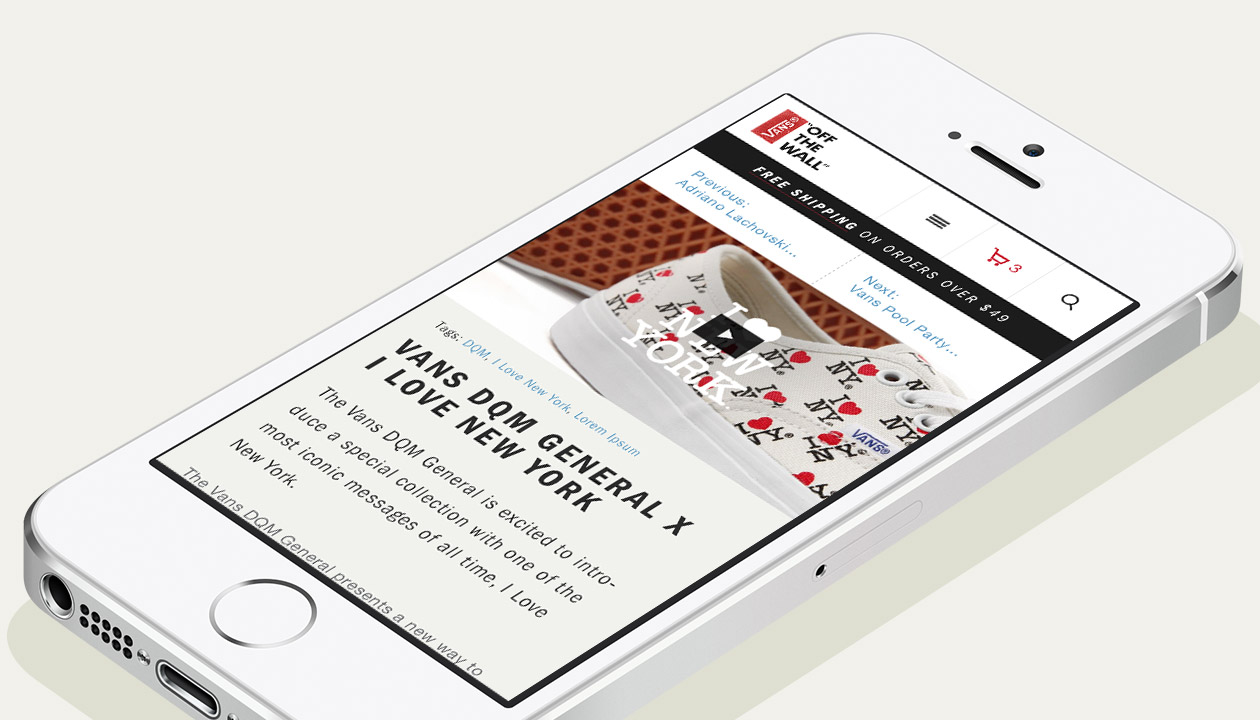 VANS®
"OFF
THE
WALL"
3
FREE SHIPPING ON ORDERS OVER $49
Previous:
Adriano Lachovski...
Next:
Vans Pool Party...
I
NEW
YORK
I
NY®
VANS®
Tags: DQM, I Love New York, Lorem Ipsum
VANS DQM GENERAL X
I LOVE NEW YORK
The Vans DQM General is excited to intro-
duce a special collection with one of the
most iconic messages of all time, I Love
New York.
The Vans DQM General presents a new way to